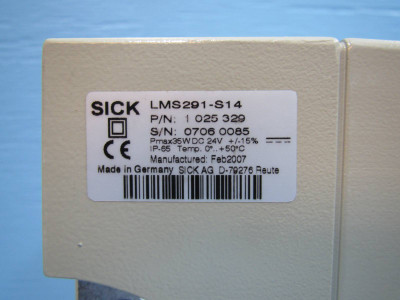 SICK LMS291-S14
P/N: 1 025 329
S/N: 0706 0085
Pmax35W DC 24V +/-15%
IP-65 Temp. 0°..+50°C
Manufactured: Feb2007
CE
Made in Germany SICK AG D-79276 Reute